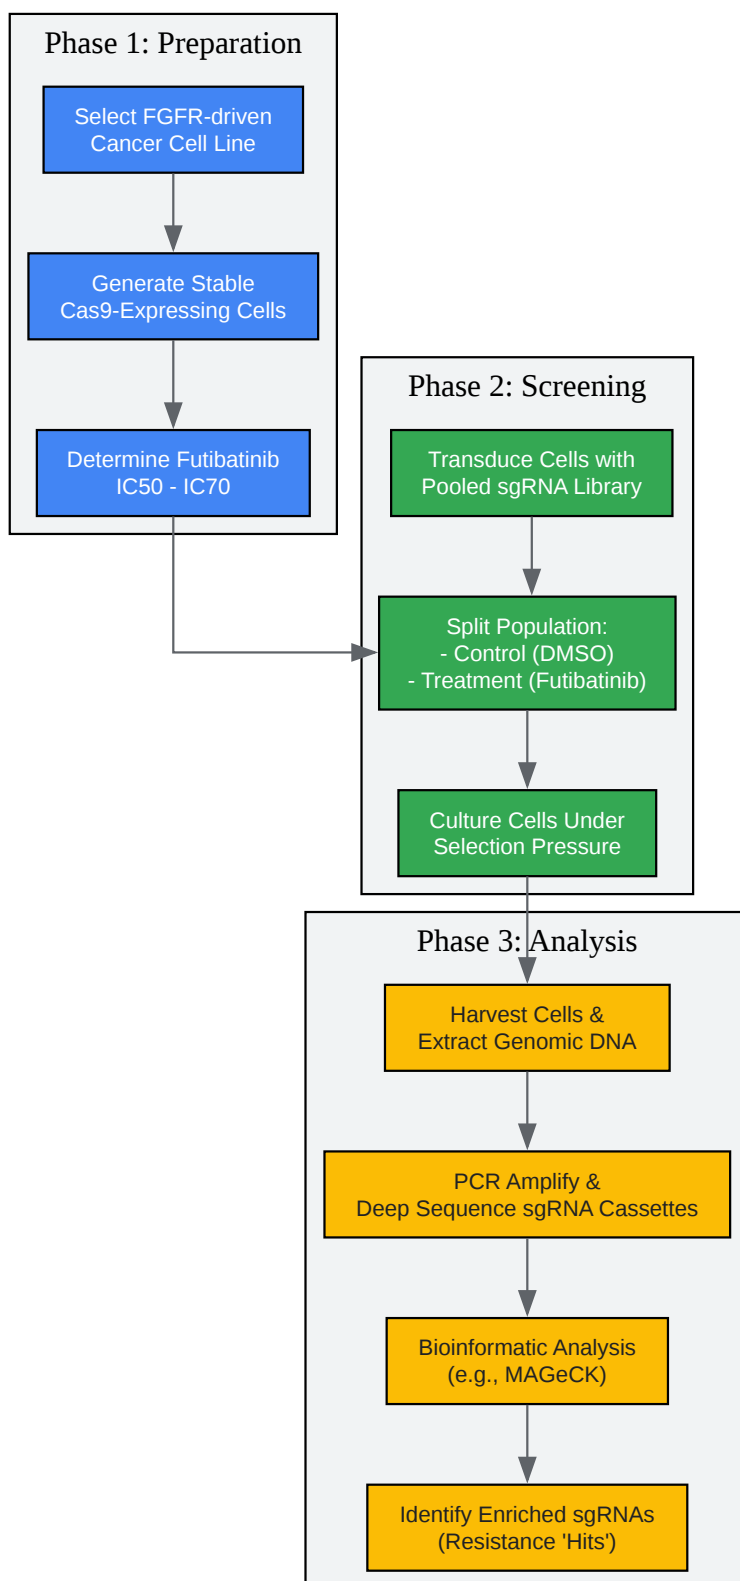 Phase 1: Preparation
Select FGFR-driven
Cancer Cell Line
Generate Stable
Cas9-Expressing Cells
Determine Futibatinib
IC50 - IC70
Phase 2: Screening
Transduce Cells with
Pooled sgRNA Library
Split Population:
- Control (DMSO)
- Treatment (Futibatinib)
Culture Cells Under
Selection Pressure
Phase 3: Analysis
Harvest Cells &
Extract Genomic DNA
PCR Amplify &
Deep Sequence sgRNA Cassettes
Bioinformatic Analysis
(e.g., MAGeCK)
Identify Enriched sgRNAs
(Resistance 'Hits')